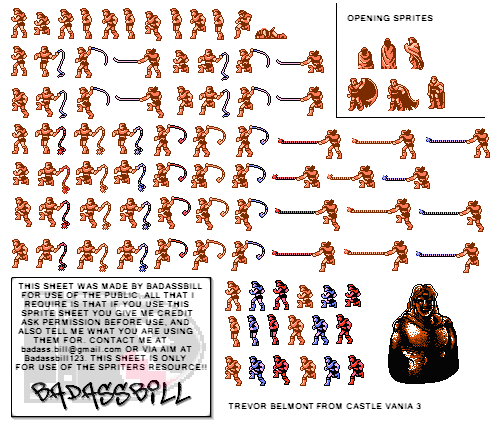 OPENING SPRITES
THIS SHEET WAS MADE BY BADASSBILL
FOR USE OF THE PUBLIC. ALL THAT I
REQUIRE IS THAT IF YOU USE THIS
SPRITE SHEET YOU GIVE ME CREDIT
ASK PERMISSION BEFORE USE, AND
ALSO TELL ME WHAT YOU ARE USING
THEM FOR. CONTACT ME AT
badass.bill@gmail.com OR VIA AIM AT
Badassbill123. THIS SHEET IS ONLY
FOR USE OF THE SPRITERS RESOURCE!!
BADASSBILL
TREVOR BELMONT FROM CASTLE VANIA 3